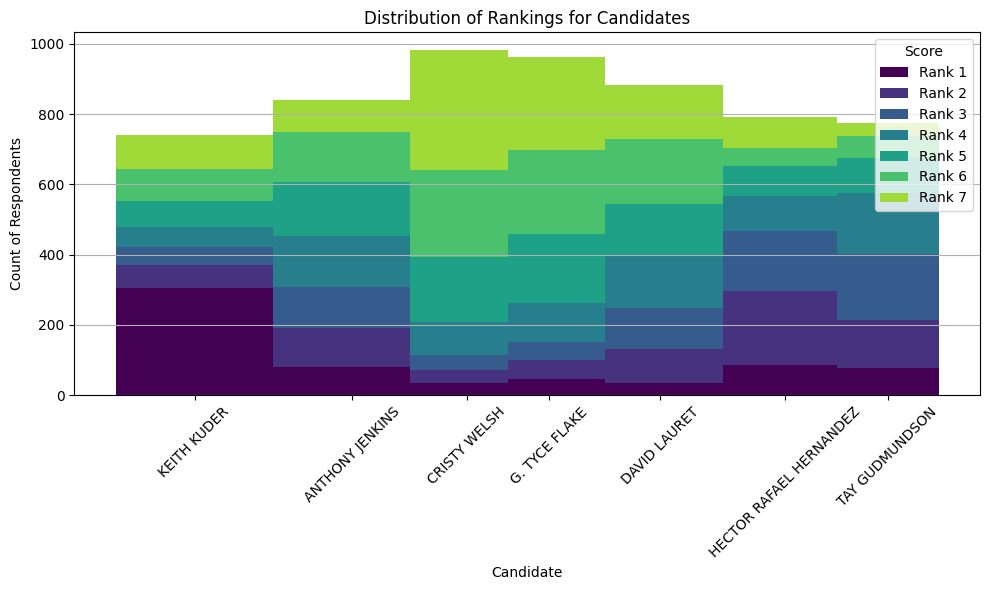 Distribution of Rankings for Candidates
Count of Respondents
1000
800
600
400
200
0
Score
Rank 1
Rank 2
Rank 3
Rank 4
Rank 5
Rank 6
Rank 7
KEITH KUDER
ANTHONY JENKINS
CRISTY WELSH
G. TYCE FLAKE
DAVID LAURET
HECTOR RAFAEL HERNANDEZ
TAY GUDMUNDSON
Candidate